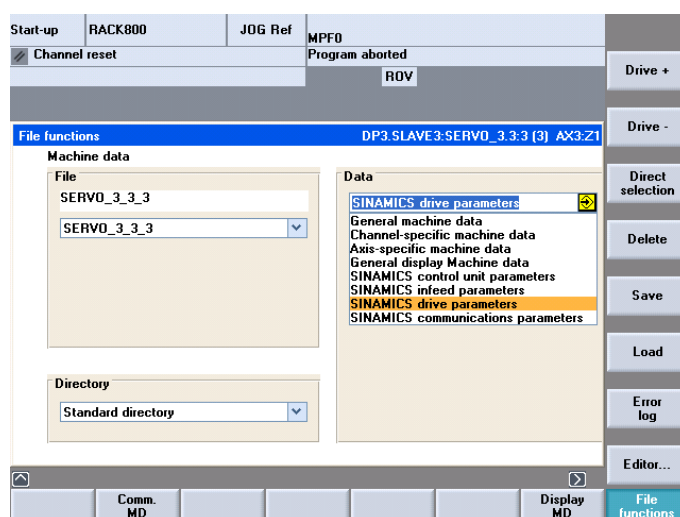 Start-up RACK800 JOG Ref MPF0
Channel reset Program aborted
ROV
File functions DP3.SLAVE3:SERVO_3.3:3 (3) AX3:Z1
Machine data
File
SERVO_3_3_3
SERVO_3_3_3
Directory
Standard directory
Data
SINAMICS drive parameters
General machine data
Channel-specific machine data
Axis-specific machine data
General display Machine data
SINAMICS control unit parameters
SINAMICS infeed parameters
SINAMICS drive parameters
SINAMICS communications parameters
Drive +
Drive -
Direct
selection
Delete
Save
Load
Error
log
Editor...
Comm.
MD
Display
MD
File
functions